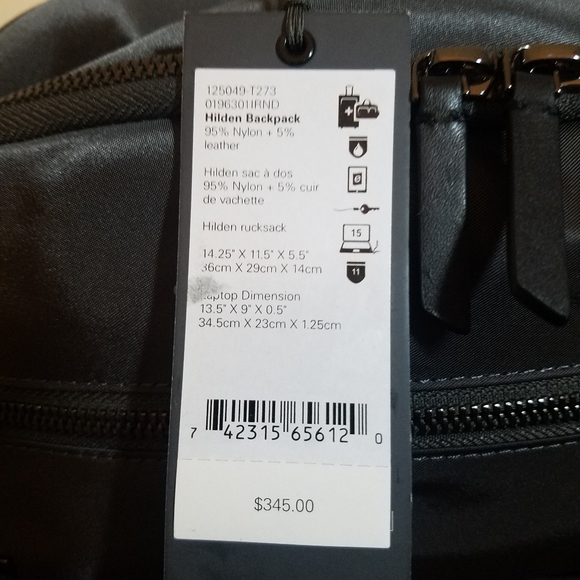 125049-T273
0196301IRND
Hilden Backpack
95% Nylon + 5%
leather
Hilden sac à dos
95% Nylon + 5% cuir
de vachette
Hilden rucksack
15
14.25" X 11.5" X 5.5"
36cm X 29cm X 14cm
11
Laptop Dimension
13.5" X 9" X 0.5"
34.5cm X 23cm X 1.25cm
7 42315 65612 0
$345.00